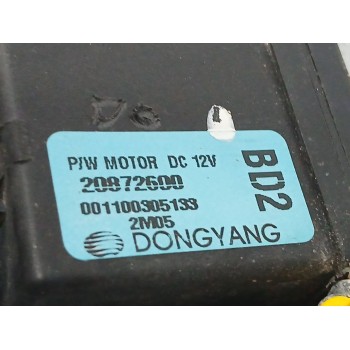 P/W MOTOR DC 12V
20972600
001100305133
2M05
DONGYANG
BD2